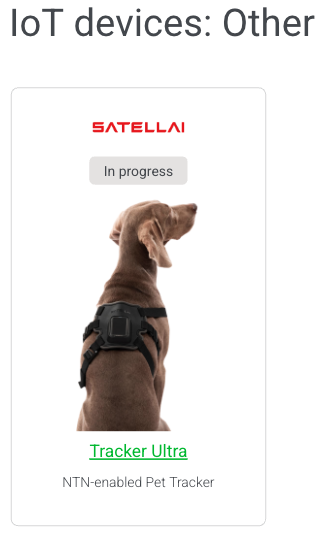 IoT devices: Other
SATELLAI
In progress
Tracker Ultra
NTN-enabled Pet Tracker